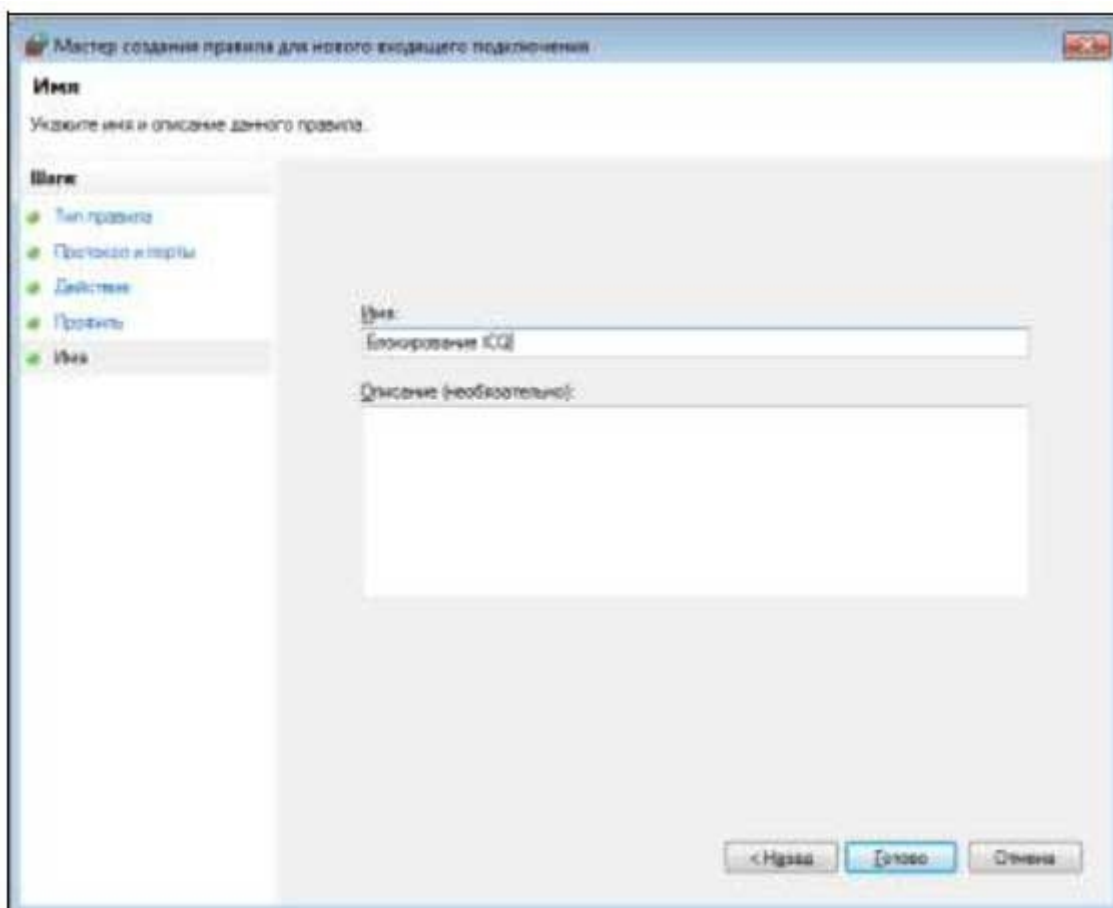 Мастер создания правила для нового входящего подключения
Имя
Укажите имя и описание данного правила.
Шаги:
Тип правила
Протокол и порты
Действие
Профиль
Имя
Имя:
Блокирование ICQ
Описание (необязательно):
< Назад
Готово
Отмена